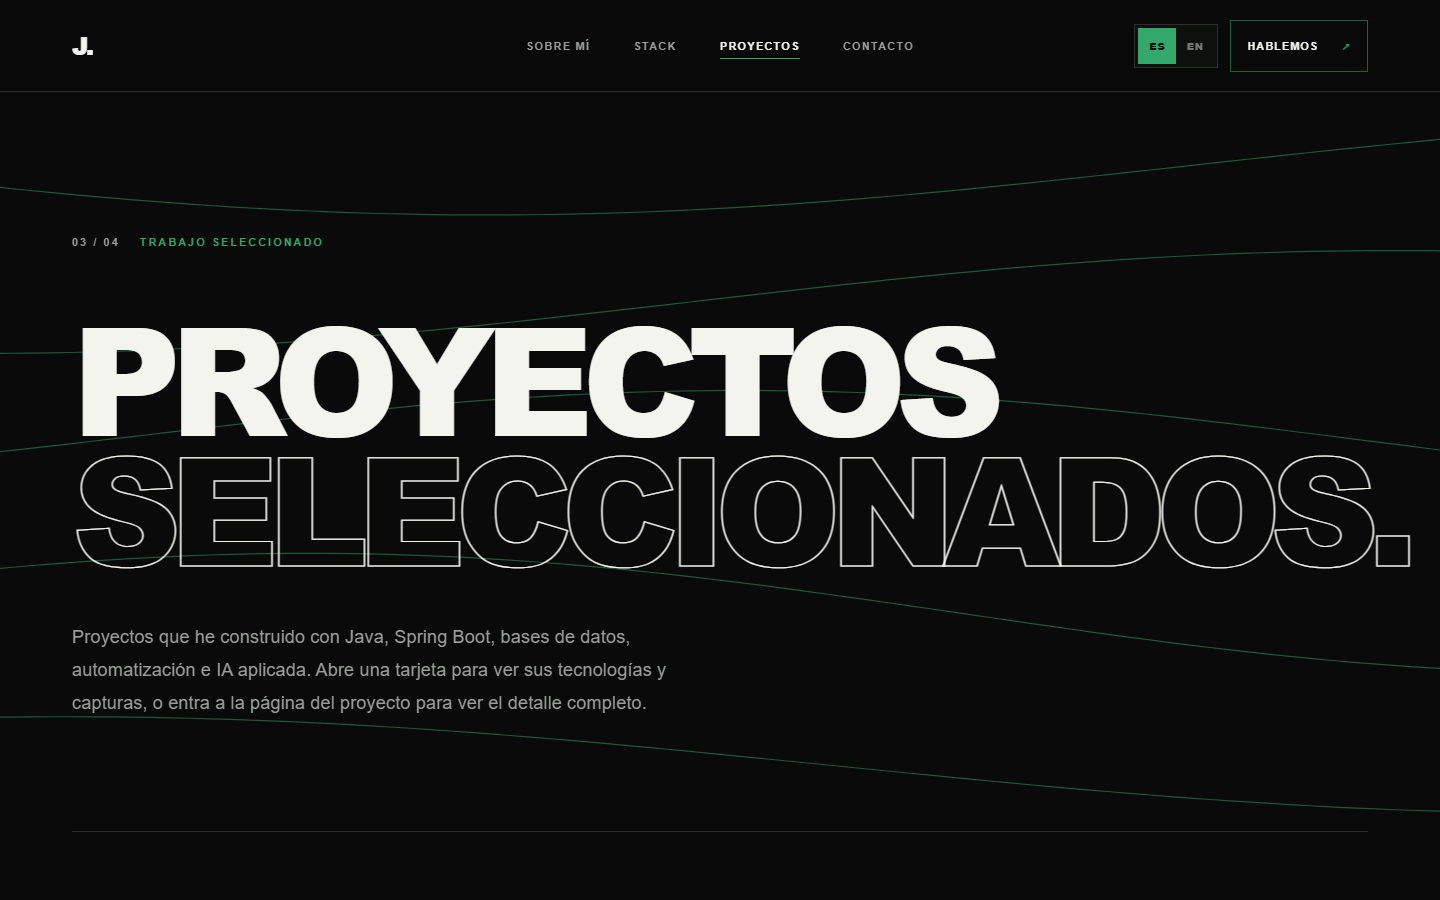 J.
SOBRE MÍ
STACK
PROYECTOS
CONTACTO
ES
EN
HABLEMOS ↗
03 / 04 TRABAJO SELECCIONADO
PROYECTOS
SELECCIONADOS.
Proyectos que he construido con Java, Spring Boot, bases de datos,
automatización e IA aplicada. Abre una tarjeta para ver sus tecnologías y
capturas, o entra a la página del proyecto para ver el detalle completo.